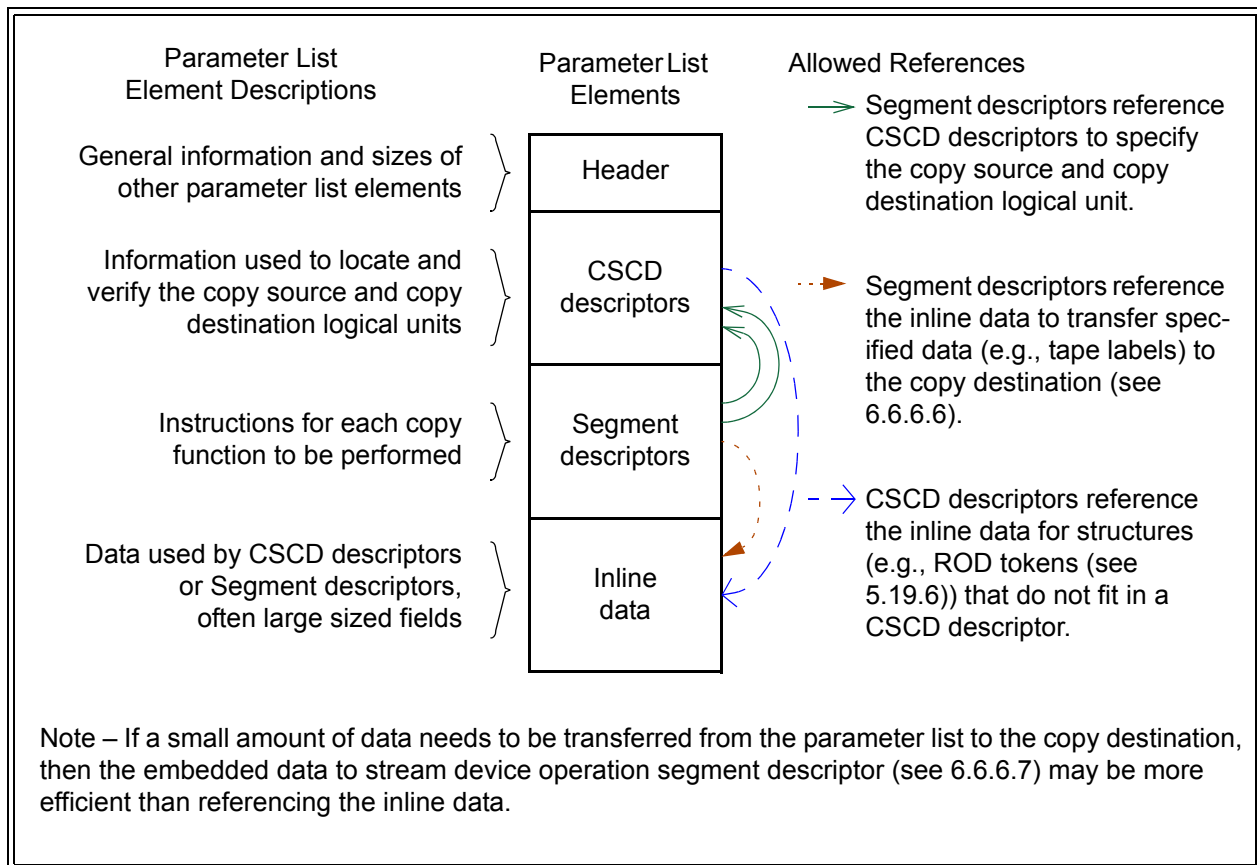 Parameter List
Element Descriptions
Parameter List
Elements
Allowed References
General information and sizes of
other parameter list elements
Header
Segment descriptors reference
CSCD descriptors to specify
the copy source and copy
destination logical unit.
Information used to locate and
verify the copy source and copy
destination logical units
CSCD
descriptors
Segment descriptors reference
the inline data to transfer spec-
ified data (e.g., tape labels) to
the copy destination (see
6.6.6.6).
Instructions for each copy
function to be performed
Segment
descriptors
CSCD descriptors reference
the inline data for structures
(e.g., ROD tokens (see
5.19.6)) that do not fit in a
CSCD descriptor.
Data used by CSCD descriptors
or Segment descriptors,
often large sized fields
Inline
data
Note – If a small amount of data needs to be transferred from the parameter list to the copy destination,
then the embedded data to stream device operation segment descriptor (see 6.6.6.7) may be more
efficient than referencing the inline data.